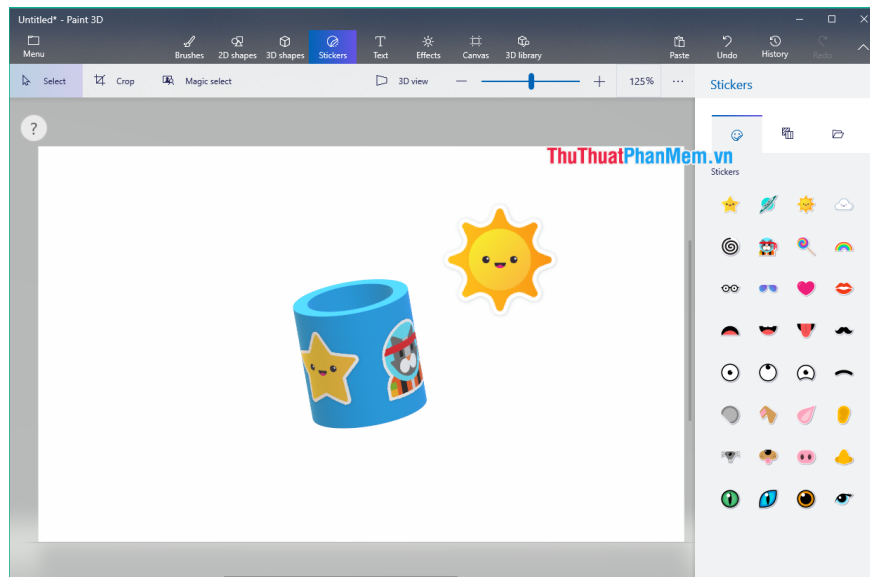 Untitled* - Paint 3D
Menu
Brushes
2D shapes
3D shapes
Stickers
Text
Effects
Canvas
3D library
Paste
Undo
History
Redo
Select
Crop
Magic select
3D view
125%
Stickers
?
ThuThuatPhanMem.vn
Stickers